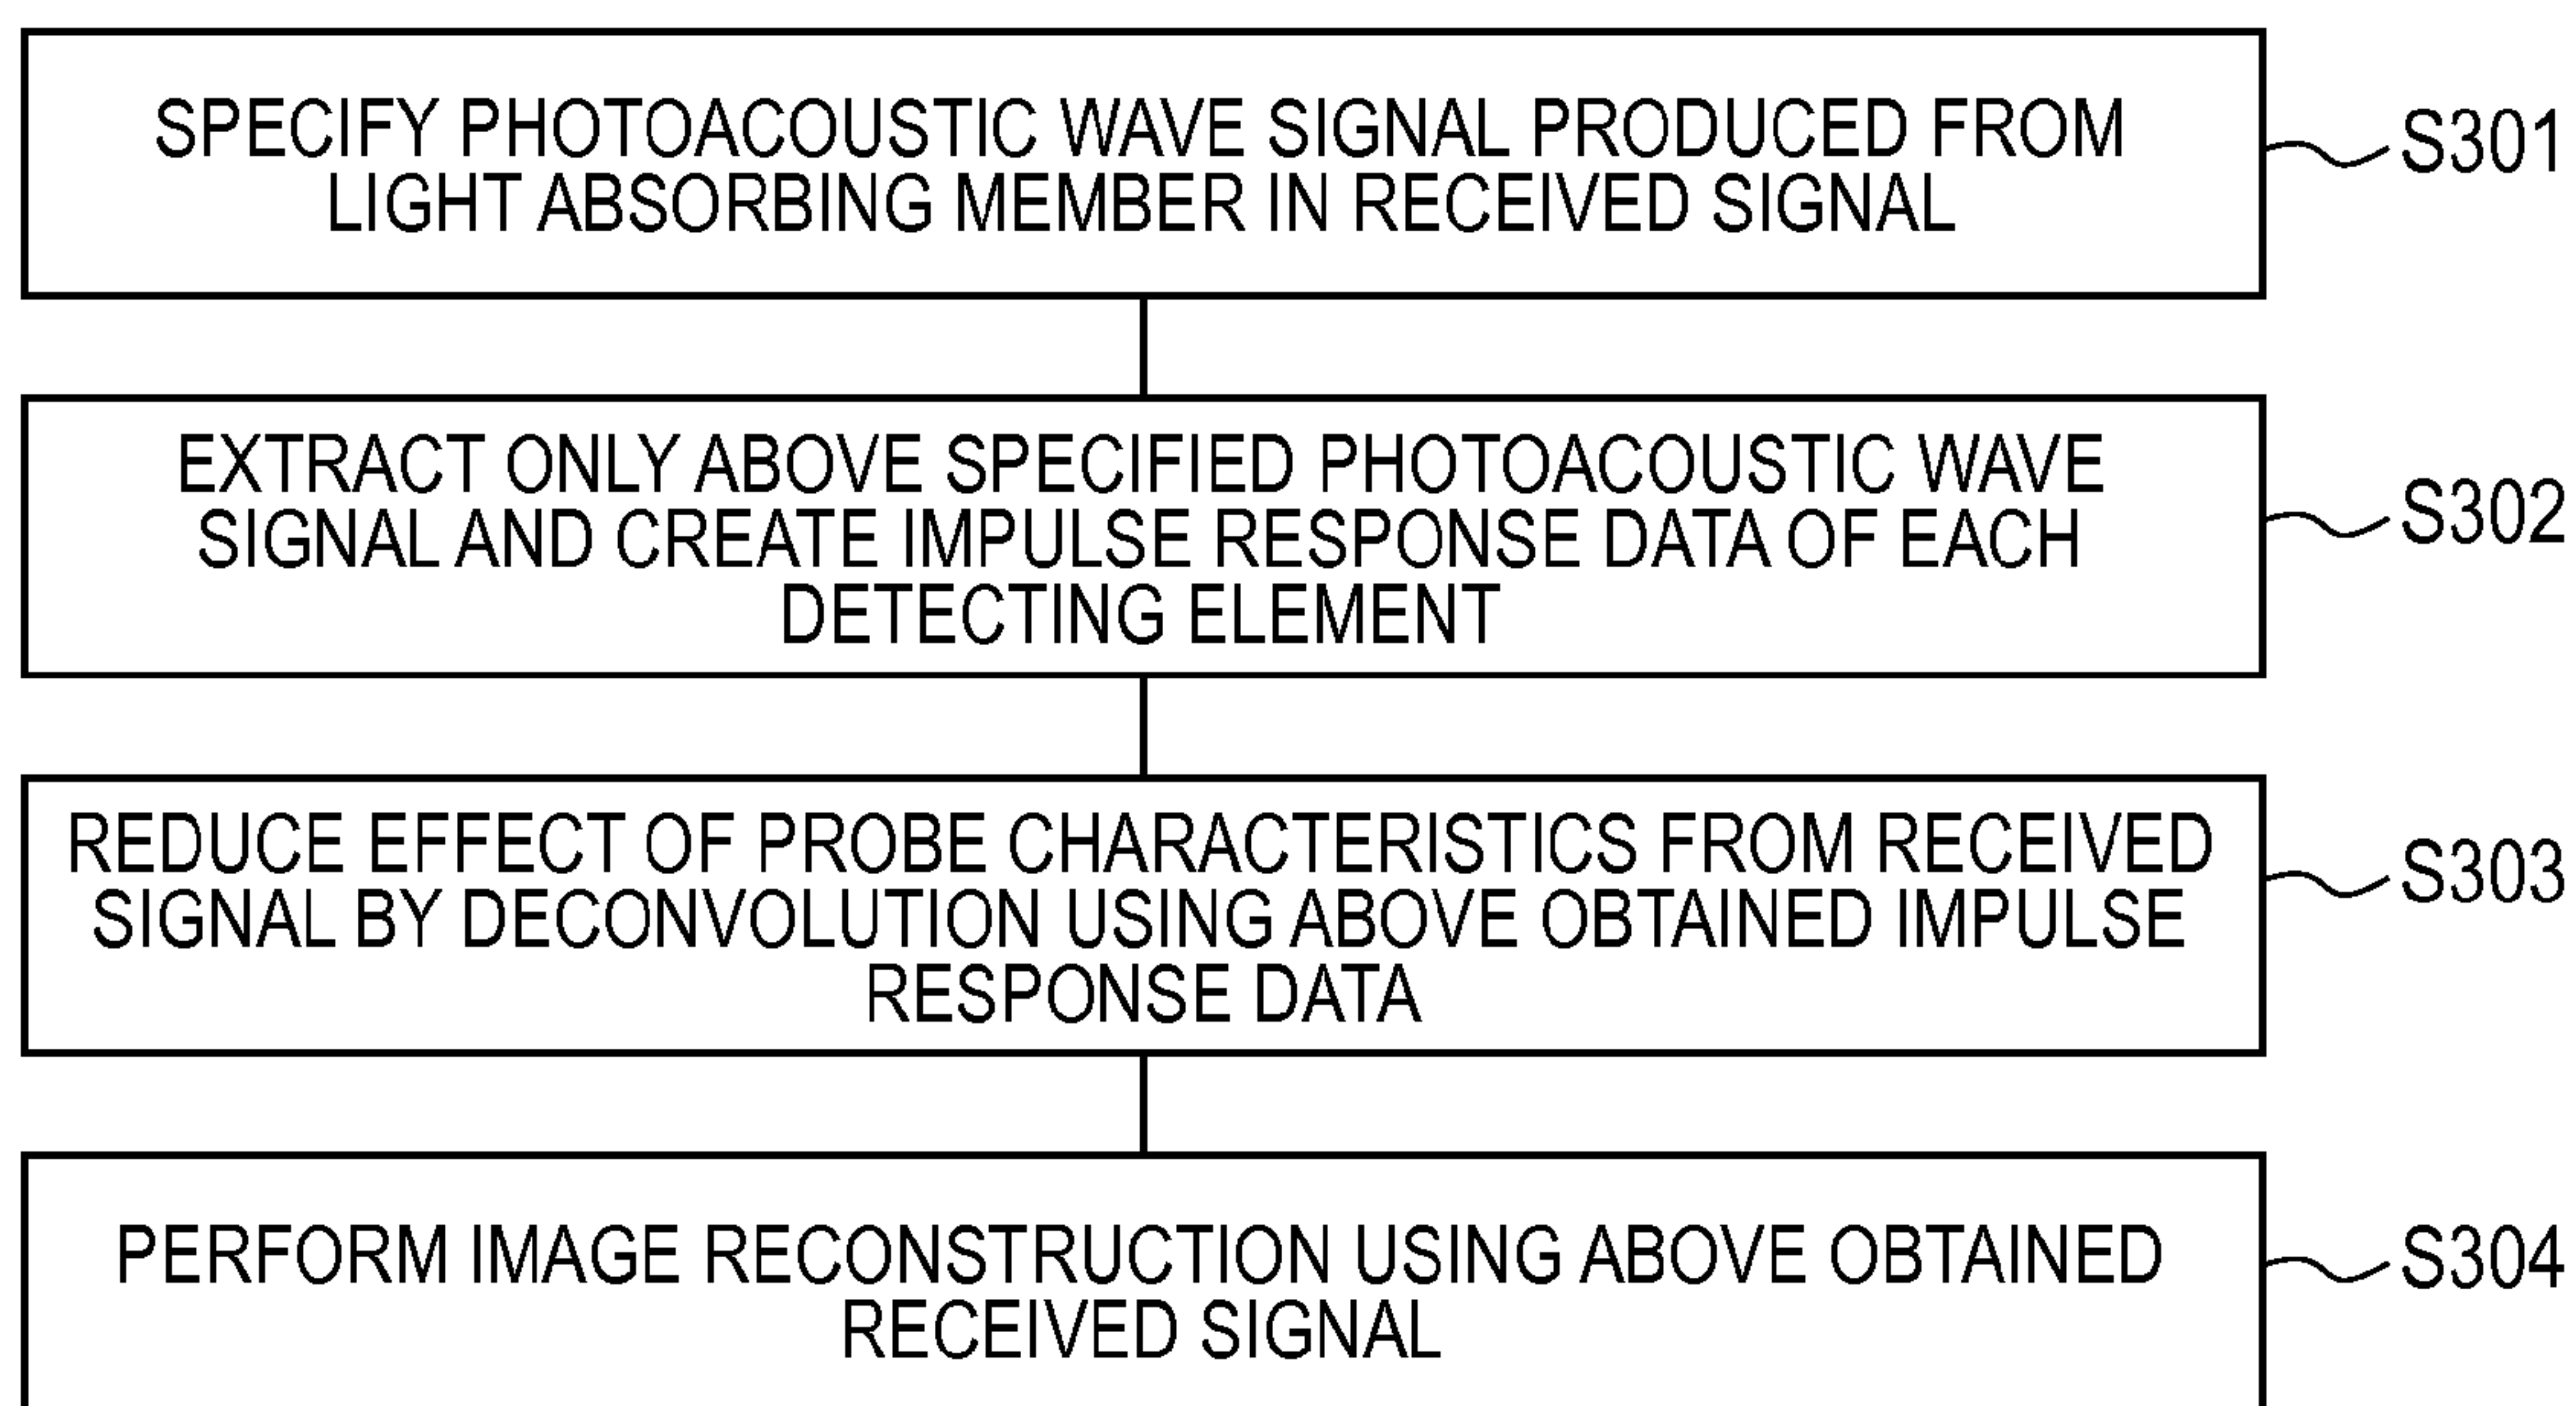 SPECIFY PHOTOACOUSTIC WAVE SIGNAL PRODUCED FROM
LIGHT ABSORBING MEMBER IN RECEIVED SIGNAL
S301
EXTRACT ONLY ABOVE SPECIFIED PHOTOACOUSTIC WAVE
SIGNAL AND CREATE IMPULSE RESPONSE DATA OF EACH
DETECTING ELEMENT
S302
REDUCE EFFECT OF PROBE CHARACTERISTICS FROM RECEIVED
SIGNAL BY DECONVOLUTION USING ABOVE OBTAINED IMPULSE
RESPONSE DATA
S303
PERFORM IMAGE RECONSTRUCTION USING ABOVE OBTAINED
RECEIVED SIGNAL
S304